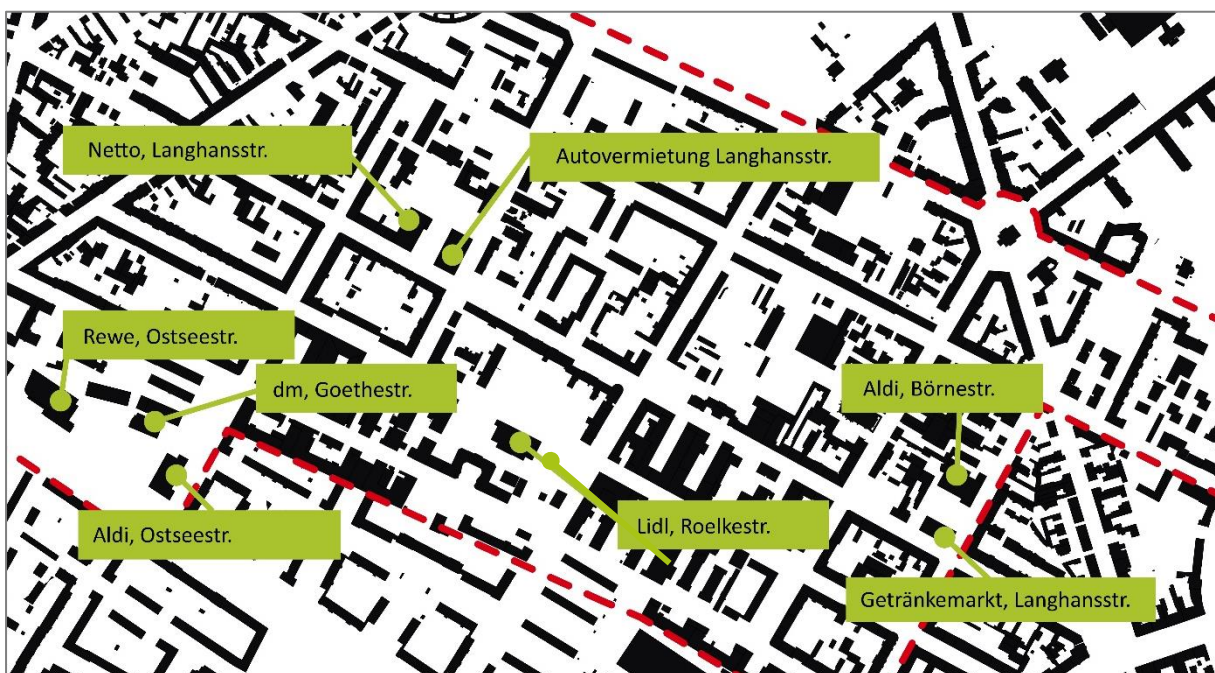 Netto, Langhansstr.
Autovermietung Langhansstr.
Rewe, Ostseestr.
dm, Goethestr.
Aldi, Börnestr.
Aldi, Ostseestr.
Lidl, Roelkestr.
Getränkemarkt, Langhansstr.